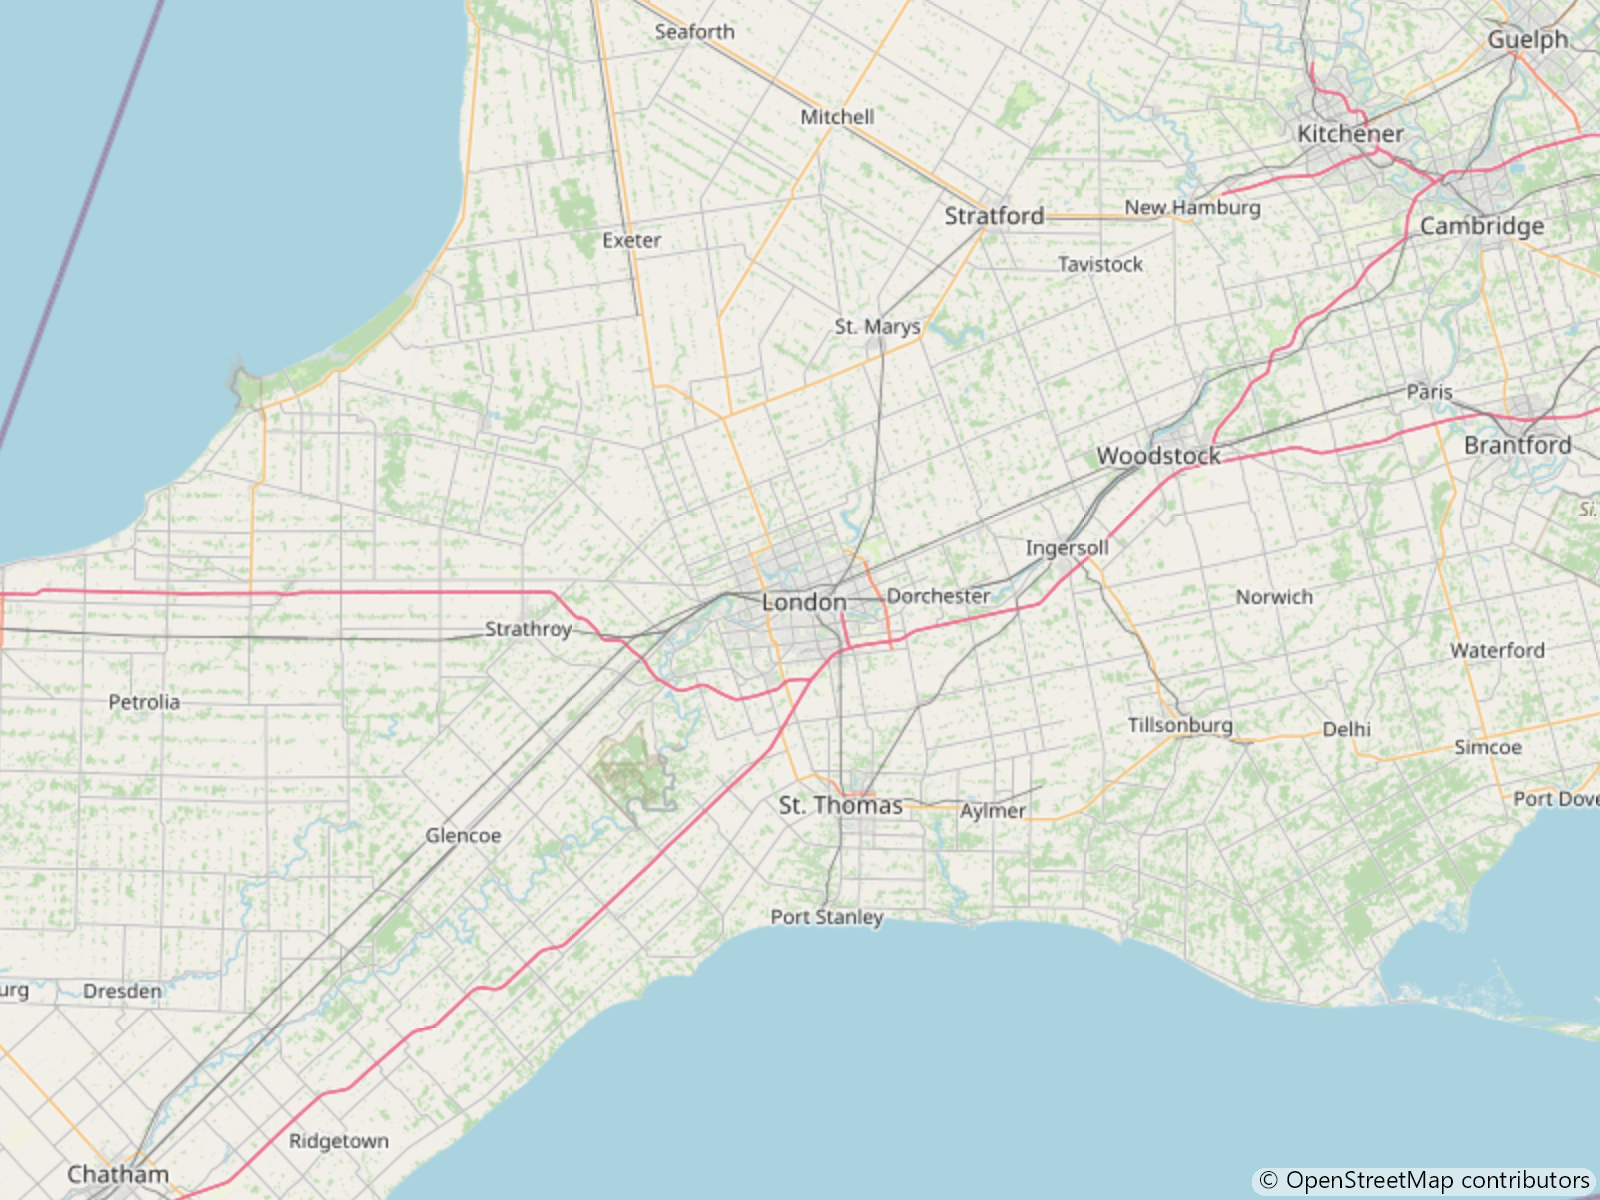 Seaforth
Guelph
Mitchell
Kitchener
New Hamburg
Stratford
Cambridge
Exeter
Tavistock
St. Marys
Paris
Brantford
Woodstock
Si.
Ingersoll
Dorchester
Norwich
London
Strathroy
Waterford
Petrolia
Tillsonburg
Delhi
Simcoe
Port Dove
St. Thomas
Aylmer
Glencoe
Port Stanley
urg
Dresden
Ridgetown
Chatham
© OpenStreetMap contributors